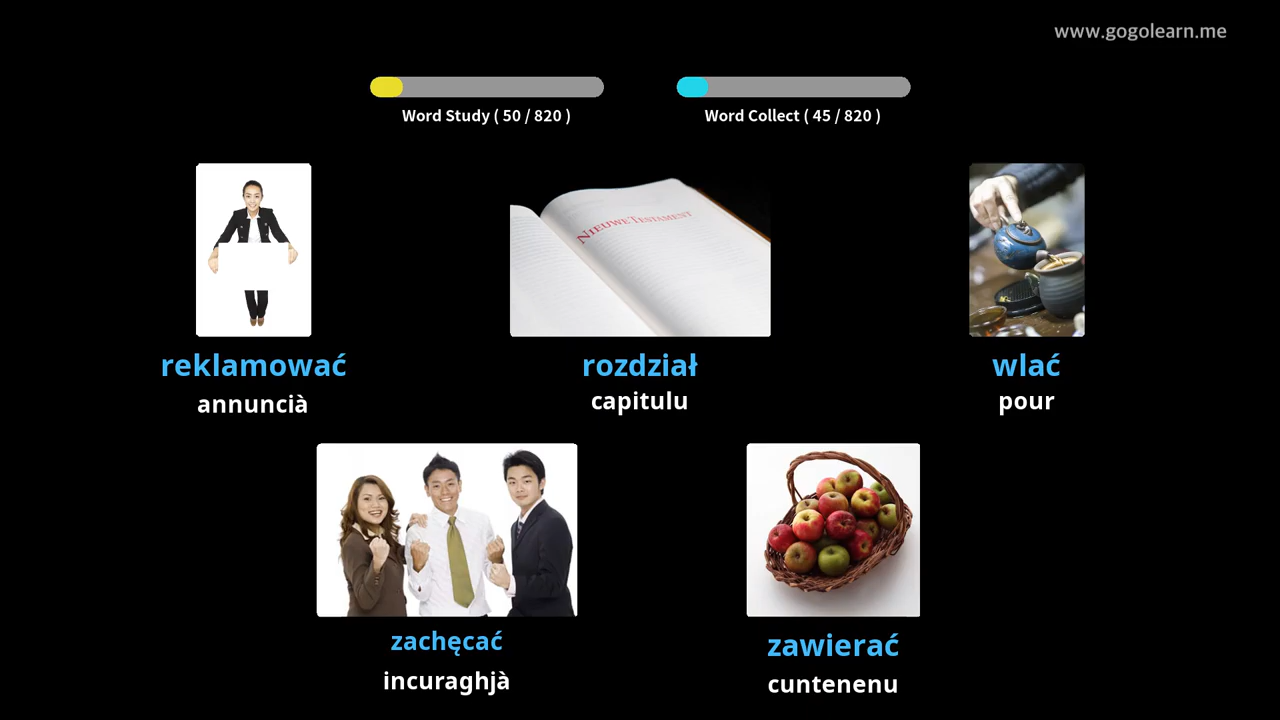 www.gogolearn.me
Word Study ( 50 / 820 )
Word Collect ( 45 / 820 )
NIEUWE TESTAMENT
reklamować
annuncià
rozdział
capitulu
wlać
pour
zachęcać
incuraghjà
zawierać
cuntenenu